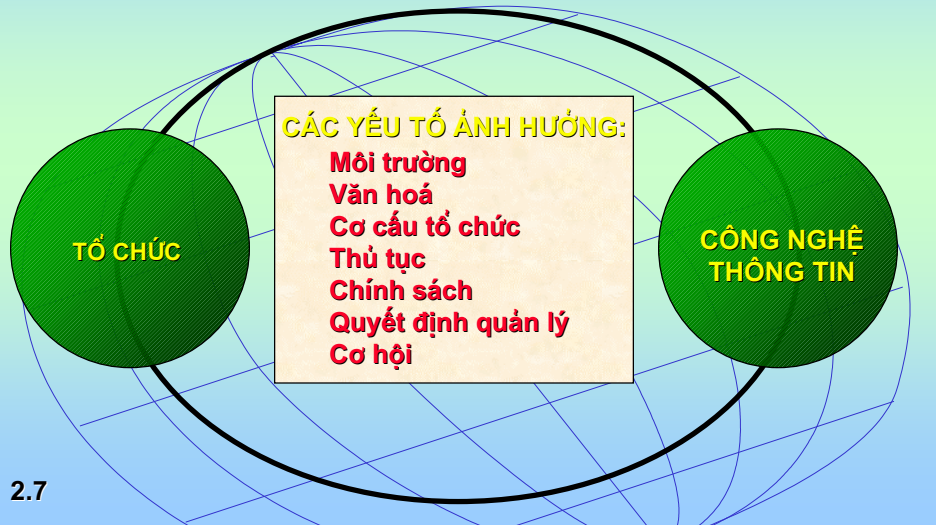 CÁC YẾU TỐ ẢNH HƯỞNG:
Môi trường
Văn hoá
Cơ cấu tổ chức
Thủ tục
Chính sách
Quyết định quản lý
Cơ hội
TỔ CHỨC
CÔNG NGHỆ
THÔNG TIN
2.7